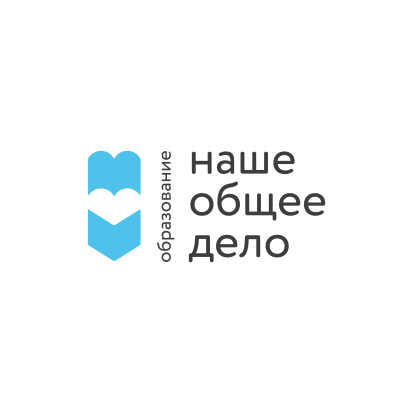 образование
наше
общее
дело